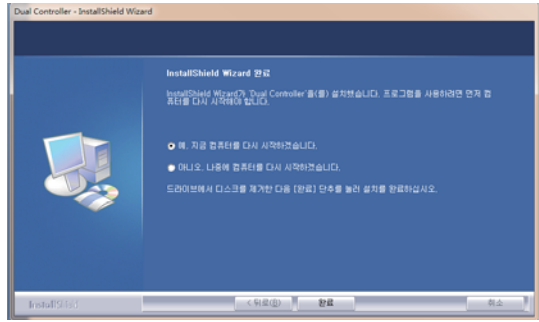 Dual Controller - InstallShield Wizard
InstallShield Wizard 완료
InstallShield Wizard가 'Dual Controller'을(를) 설치했습니다. 프로그램을 사용하려면 먼저 컴
퓨터를 다시 시작해야 합니다.
예, 지금 컴퓨터를 다시 시작하겠습니다.
아니오, 나중에 컴퓨터를 다시 시작하겠습니다.
드라이브에서 디스크를 제거한 다음 [완료] 단추를 눌러 설치를 완료하십시오.
InstallShield
< 뒤로(B) 완료 취소